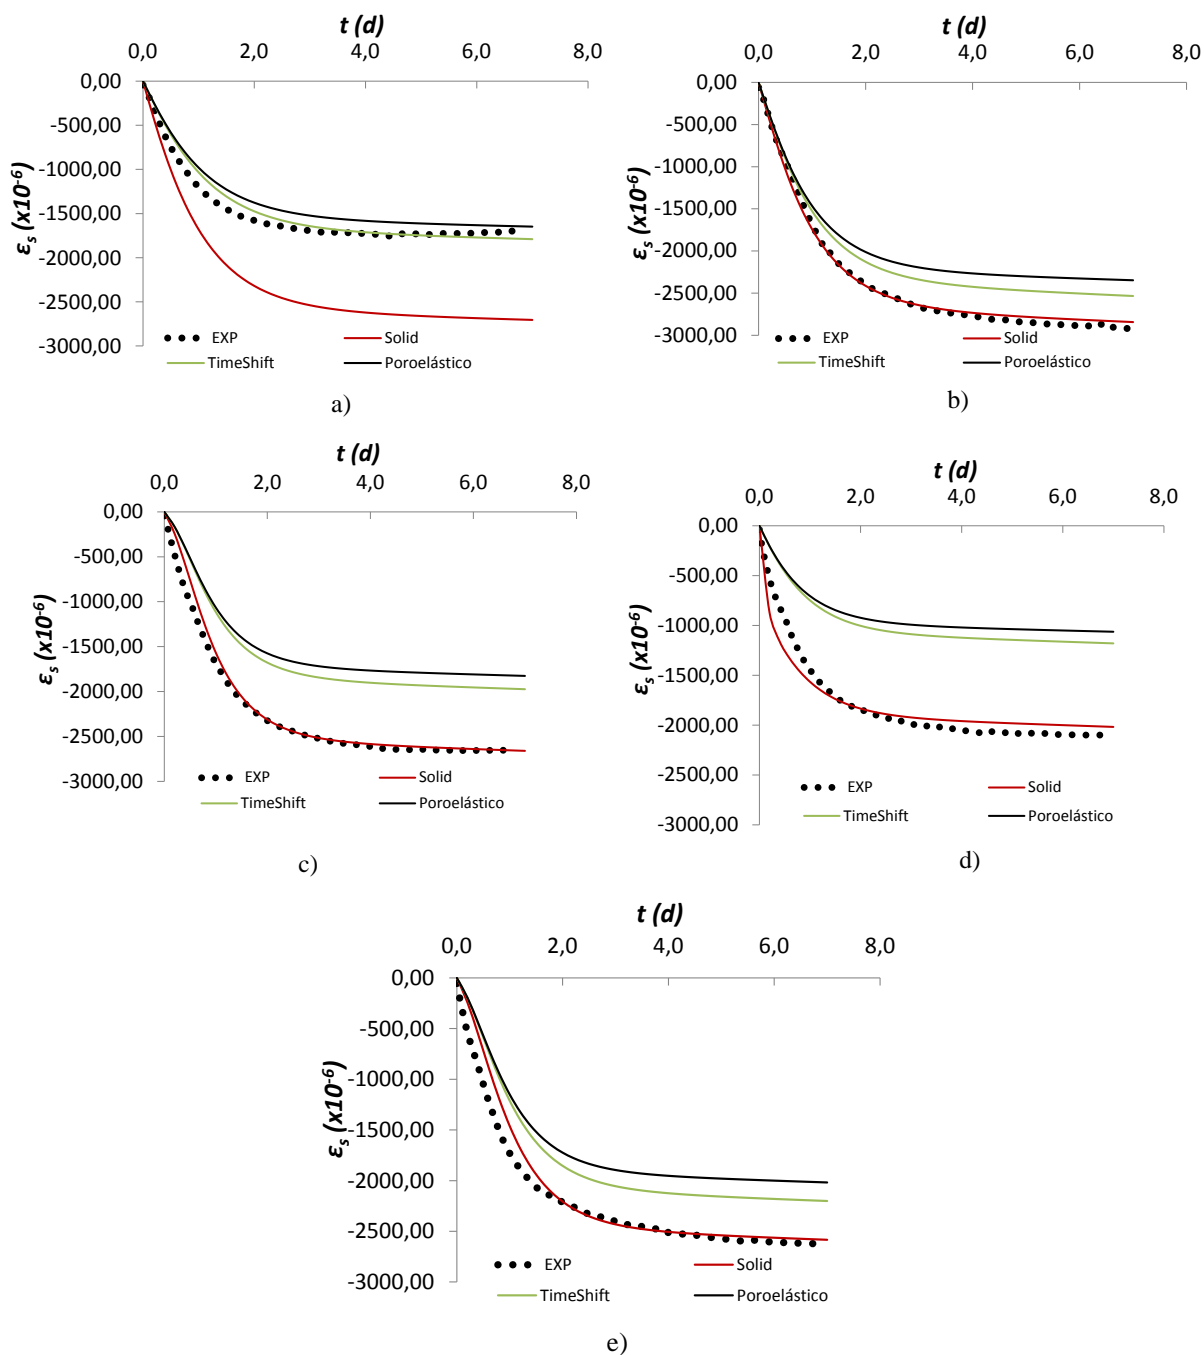 t (d)
0,0 2,0 4,0 6,0 8,0
0,00
-500,00
-1000,00
-1500,00
-2000,00
-2500,00
-3000,00
εs (x10-6)
EXP Solid
TimeShift Poroelástico
a)
t (d)
0,0 2,0 4,0 6,0 8,0
0,00
-500,00
-1000,00
-1500,00
-2000,00
-2500,00
-3000,00
εs (x10-6)
EXP Solid
TimeShift Poroelástico
b)
t (d)
0,0 2,0 4,0 6,0 8,0
0,00
-500,00
-1000,00
-1500,00
-2000,00
-2500,00
-3000,00
εs (x10-6)
EXP Solid
TimeShift Poroelástico
c)
t (d)
0,0 2,0 4,0 6,0 8,0
0,00
-500,00
-1000,00
-1500,00
-2000,00
-2500,00
-3000,00
εs (x10-6)
EXP Solid
TimeShift Poroelástico
d)
t (d)
0,0 2,0 4,0 6,0 8,0
0,00
-500,00
-1000,00
-1500,00
-2000,00
-2500,00
-3000,00
εs (x10-6)
EXP Solid
TimeShift Poroelástico
e)